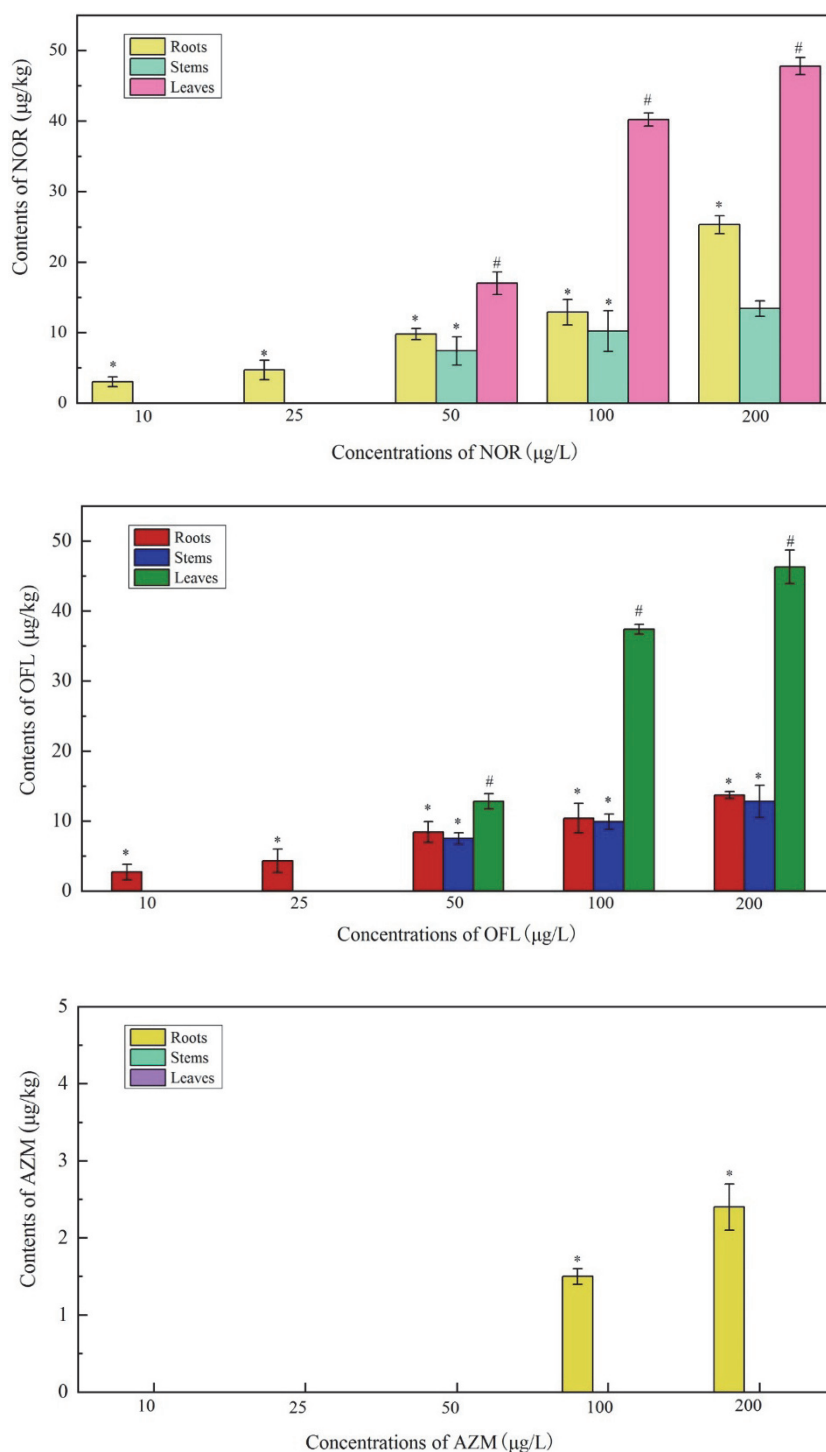 Contents of NOR (μg/kg)
50
40
30
20
10
0
Roots
Stems
Leaves
* * * * * * # # * #
10 25 50 100 200
Concentrations of NOR (μg/L)
Contents of OFL (μg/kg)
50
40
30
20
10
0
Roots
Stems
Leaves
* * * * # * * # * * #
10 25 50 100 200
Concentrations of OFL (μg/L)
Contents of AZM (μg/kg)
5
4
3
2
1
0
Roots
Stems
Leaves
* *
10 25 50 100 200
Concentrations of AZM (μg/L)